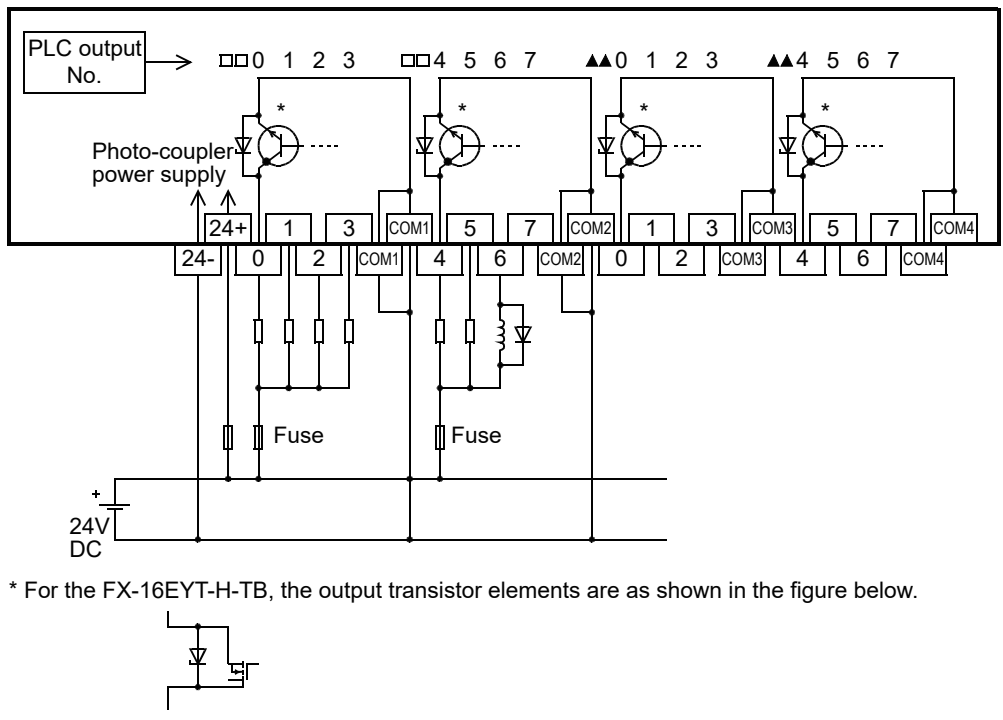 PLC output No.
□□0 1 2 3 □□4 5 6 7 ▲▲0 1 2 3 ▲▲4 5 6 7
* * * *
Photo-coupler
power supply
24+ 1 3 COM1 5 7 COM2 1 3 COM3 5 7 COM4
24- 0 2 COM1 4 6 COM2 0 2 COM3 4 6 COM4
Fuse Fuse
+
24V
DC
* For the FX-16EYT-H-TB, the output transistor elements are as shown in the figure below.